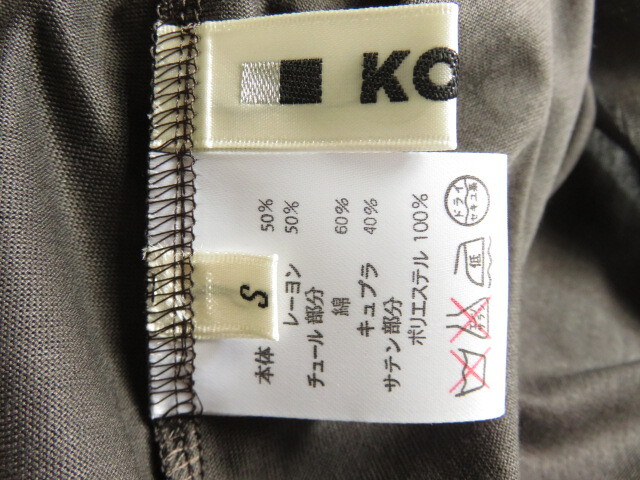 KO
S
本体 50%
レーヨン 50%
チュール部分
綿 60%
キュプラ 40%
サテン部分
ポリエステル 100%
低
ドライ
セキユ系